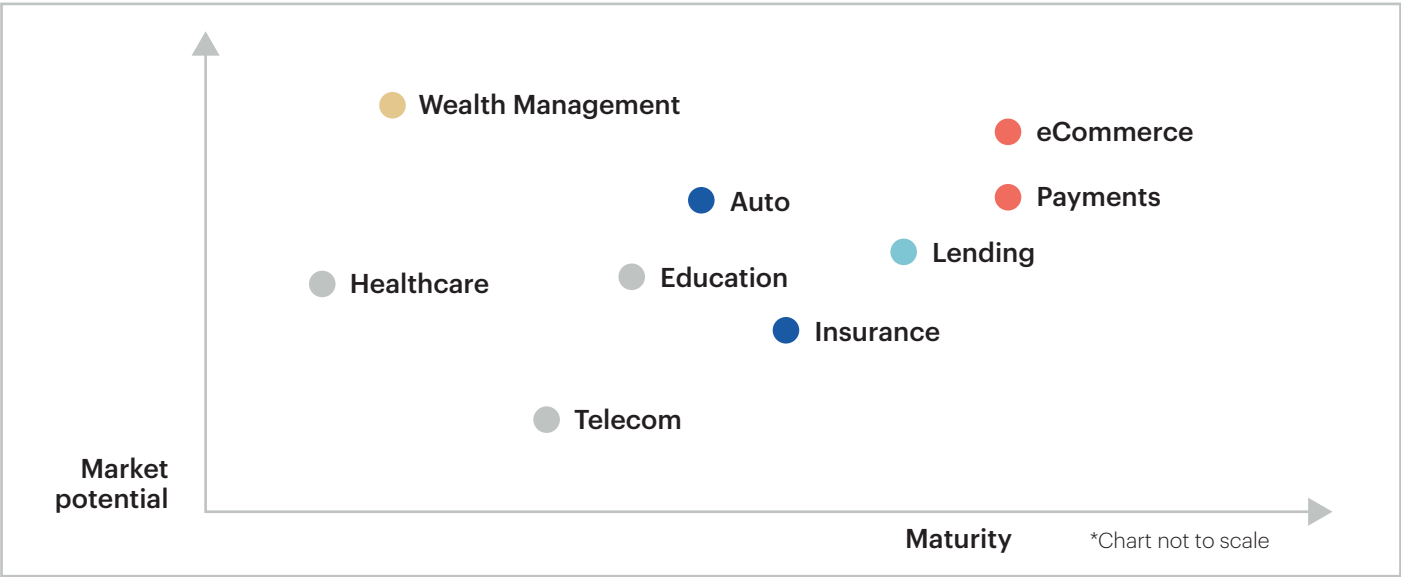 Wealth Management
eCommerce
Payments
Auto
Lending
Healthcare
Education
Insurance
Telecom
Market
potential
Maturity
*Chart not to scale